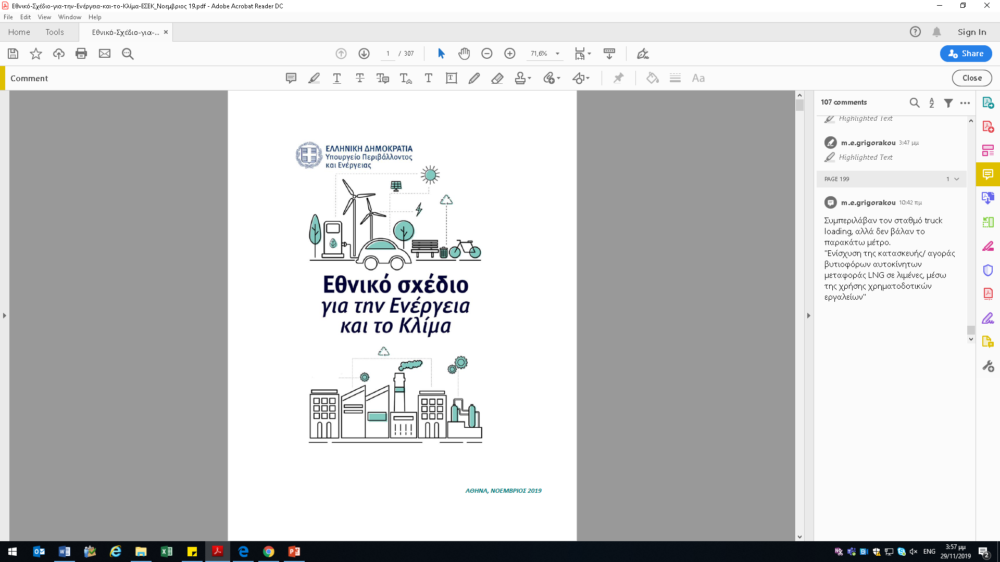 Εθνικό-Σχέδιο-για-την-Ενέργεια-και-το-Κλίμα-ΕΣΕΚ_Νοεμβριος 19.pdf - Adobe Acrobat Reader DC
File Edit View Window Help
Home Tools Εθνικό-Σχέδιο-για-... ×
Sign In
1 / 307
71,6%
Share
Comment
Close
107 comments
Highlighted Text
m.e.grigorakou 3:47 μμ
Highlighted Text
PAGE 199 1
m.e.grigorakou 10:42 πμ
Συμπεριλάβαν τον σταθμό truck
loading, αλλά δεν βάλαν το
παρακάτω μέτρο.
"Ενίσχυση της κατασκευής/ αγοράς
βυτιοφόρων αυτοκίνητων
μεταφοράς LNG σε λιμένες, μέσω
της χρήσης χρηματοδοτικών
εργαλείων"
ΕΛΛΗΝΙΚΗ ΔΗΜΟΚΡΑΤΙΑ
Υπουργείο Περιβάλλοντος
και Ενέργειας
Εθνικό σχέδιο
για την Ενέργεια
και το Κλίμα
ΑΘΗΝΑ, ΝΟΕΜΒΡΙΟΣ 2019
ENG
3:57 μμ
29/11/2019
2